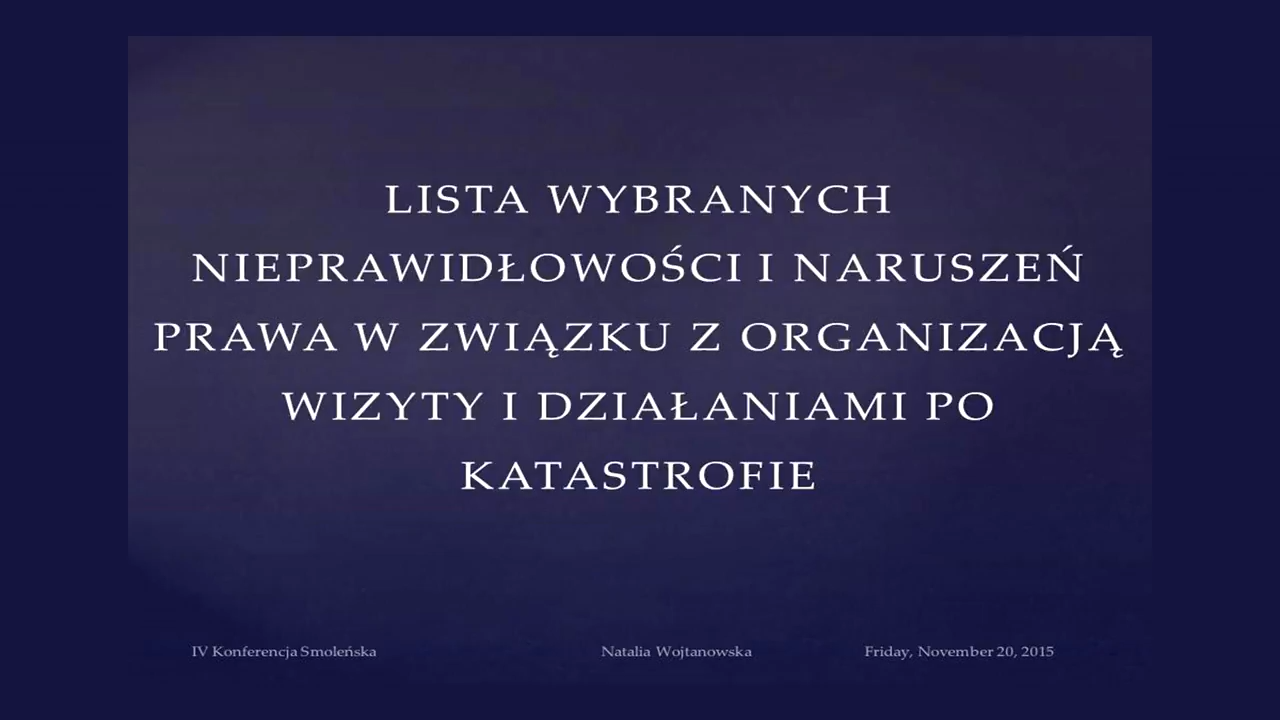 LISTA WYBRANYCH
NIEPRAWIDŁOWOŚCI I NARUSZEŃ
PRAWA W ZWIĄZKU Z ORGANIZACJĄ
WIZYTY I DZIAŁANIAMI PO
KATASTROFIE
IV Konferencja Smoleńska Natalia Wojtanowska Friday, November 20, 2015